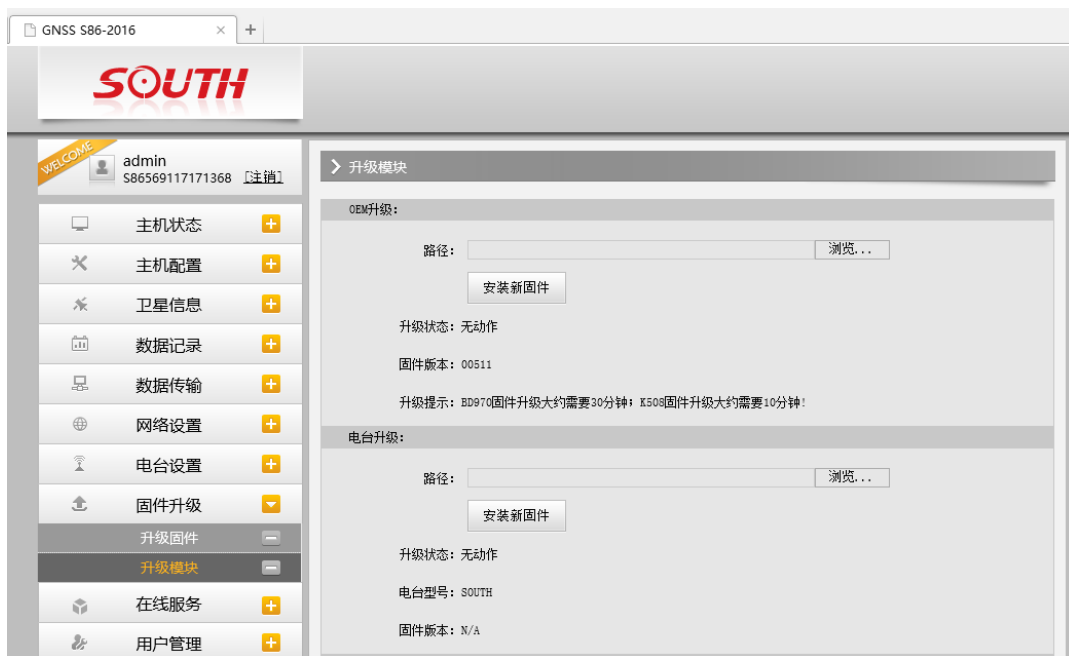 GNSS S86-2016
SOUTH
WELCOME
admin
S86569117171368 [注销]
主机状态
主机配置
卫星信息
数据记录
数据传输
网络设置
电台设置
固件升级
升级固件
升级模块
在线服务
用户管理
升级模块
OEM升级:
路径: 浏览...
安装新固件
升级状态: 无动作
固件版本: 00511
升级提示: BD970固件升级大约需要30分钟; K508固件升级大约需要10分钟!
电台升级:
路径: 浏览...
安装新固件
升级状态: 无动作
电台型号: SOUTH
固件版本: N/A